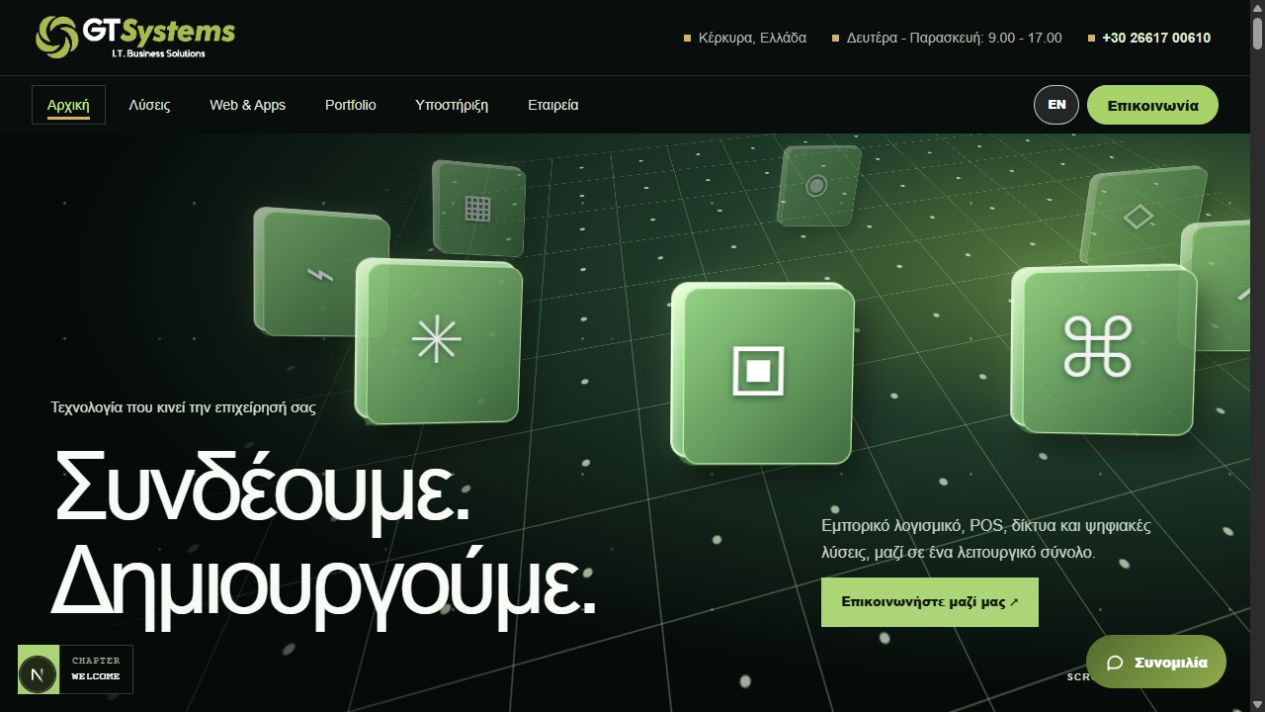 GTSystems
I.T. Business Solutions
Κέρκυρα, Ελλάδα
Δευτέρα - Παρασκευή: 9.00 - 17.00
+30 26617 00610
Αρχική
Λύσεις
Web & Apps
Portfolio
Υποστήριξη
Εταιρεία
EN
Επικοινωνία
Τεχνολογία που κινεί την επιχείρησή σας
Συνδέουμε.
Δημιουργούμε.
Εμπορικό λογισμικό, POS, δίκτυα και ψηφιακές
λύσεις, μαζί σε ένα λειτουργικό σύνολο.
Επικοινωνήστε μαζί μας ↗
N
CHAPTER
WELCOME
Συνομιλία